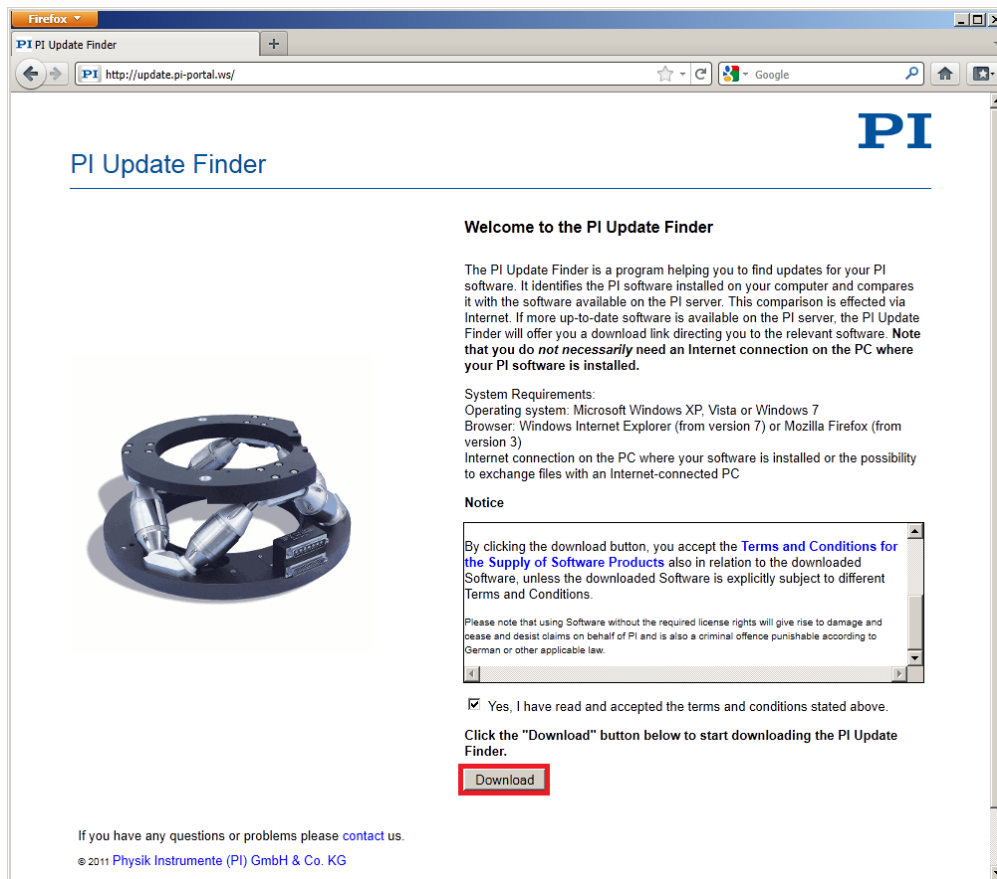 Firefox
PI PI Update Finder
PI http://update.pi-portal.ws/
Google
PI
PI Update Finder
Welcome to the PI Update Finder
The PI Update Finder is a program helping you to find updates for your PI
software. It identifies the PI software installed on your computer and compares
it with the software available on the PI server. This comparison is effected via
Internet. If more up-to-date software is available on the PI server, the PI Update
Finder will offer you a download link directing you to the relevant software. Note
that you do not necessarily need an Internet connection on the PC where
your PI software is installed.
System Requirements:
Operating system: Microsoft Windows XP, Vista or Windows 7
Browser: Windows Internet Explorer (from version 7) or Mozilla Firefox (from
version 3)
Internet connection on the PC where your software is installed or the possibility
to exchange files with an Internet-connected PC
Notice
By clicking the download button, you accept the Terms and Conditions for
the Supply of Software Products also in relation to the downloaded
Software, unless the downloaded Software is explicitly subject to different
Terms and Conditions.
Please note that using Software without the required license rights will give rise to damage and
cease and desist claims on behalf of PI and is also a criminal offence punishable according to
German or other applicable law.
Yes, I have read and accepted the terms and conditions stated above.
Click the "Download" button below to start downloading the PI Update
Finder.
Download
If you have any questions or problems please contact us.
© 2011 Physik Instrumente (PI) GmbH & Co. KG